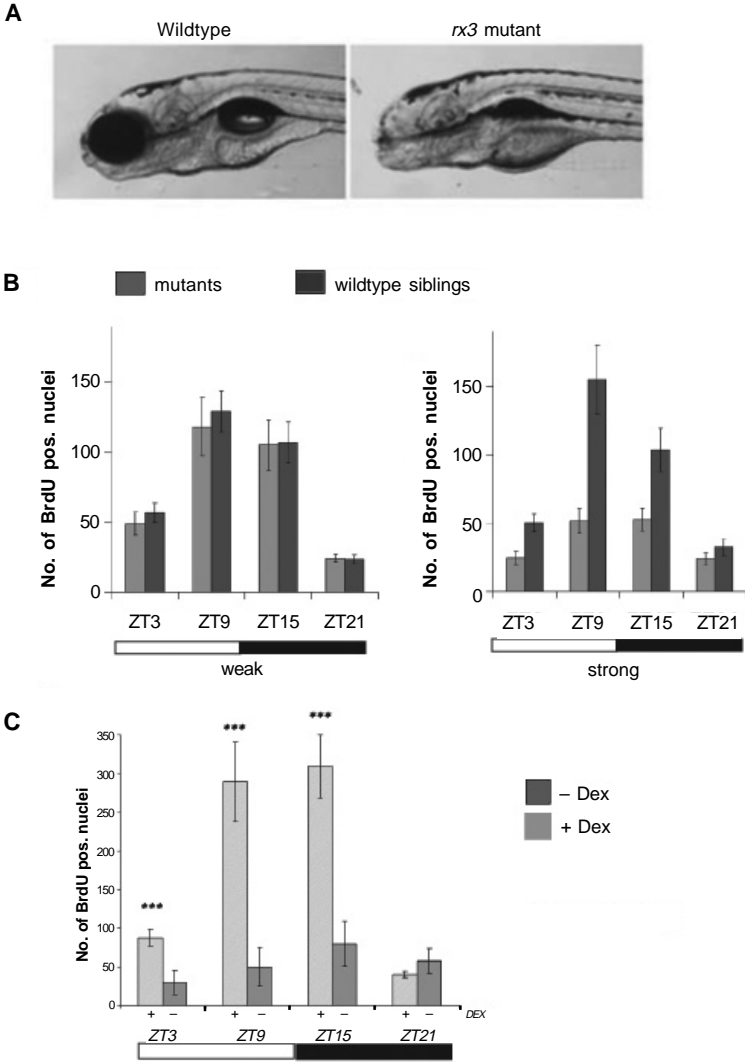 A
Wildtype rx3 mutant
B
mutants wildtype siblings
No. of BrdU pos. nuclei
150
100
50
0
ZT3 ZT9 ZT15 ZT21
weak
No. of BrdU pos. nuclei
150
100
50
0
ZT3 ZT9 ZT15 ZT21
strong
C
No. of BrdU pos. nuclei
350
300
250
200
150
100
50
0
*** *** ***
+ – + – + – + – DEX
ZT3 ZT9 ZT15 ZT21
– Dex
+ Dex